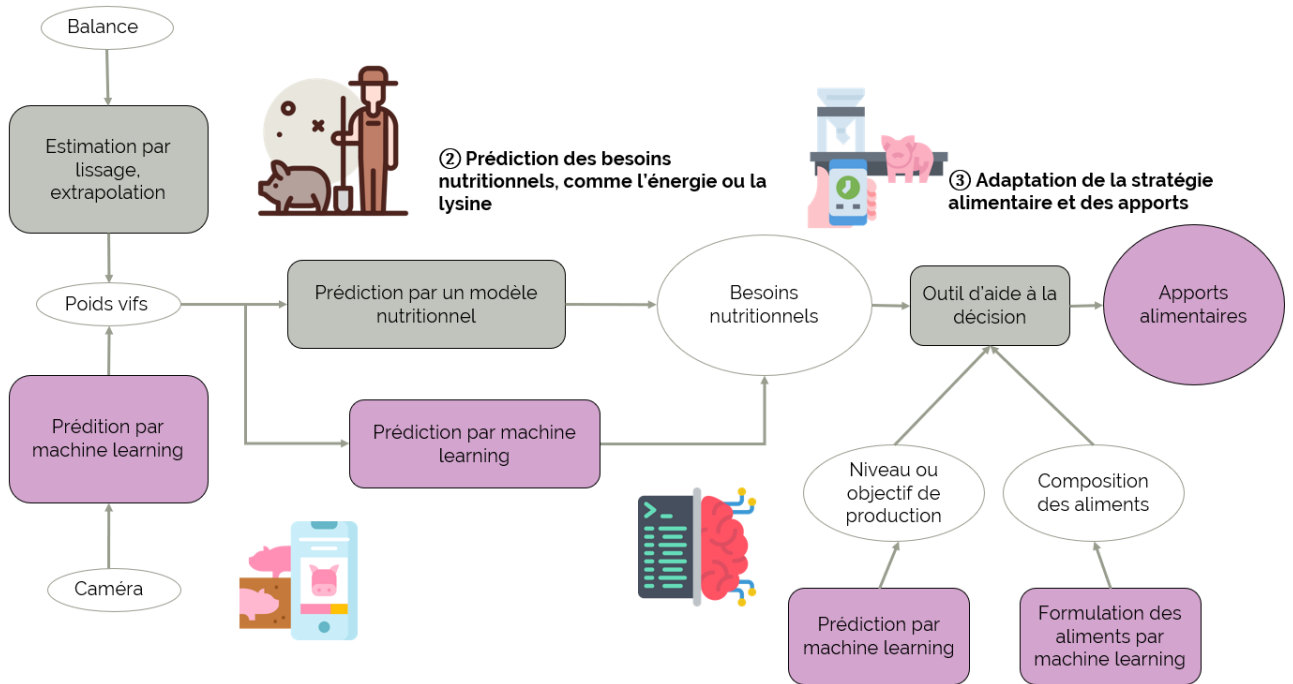 Balance
Estimation par
lissage,
extrapolation
Poids vifs
Prédition par
machine learning
Caméra
② Prédiction des besoins
nutritionnels, comme l'énergie ou la
lysine
Prédiction par un modèle
nutritionnel
Prédiction par machine
learning
Besoins
nutritionnels
③ Adaptation de la stratégie
alimentaire et des apports
Outil d'aide à la
décision
Apports
alimentaires
Niveau ou
objectif de
production
Composition
des aliments
Prédiction par
machine learning
Formulation des
aliments par
machine learning